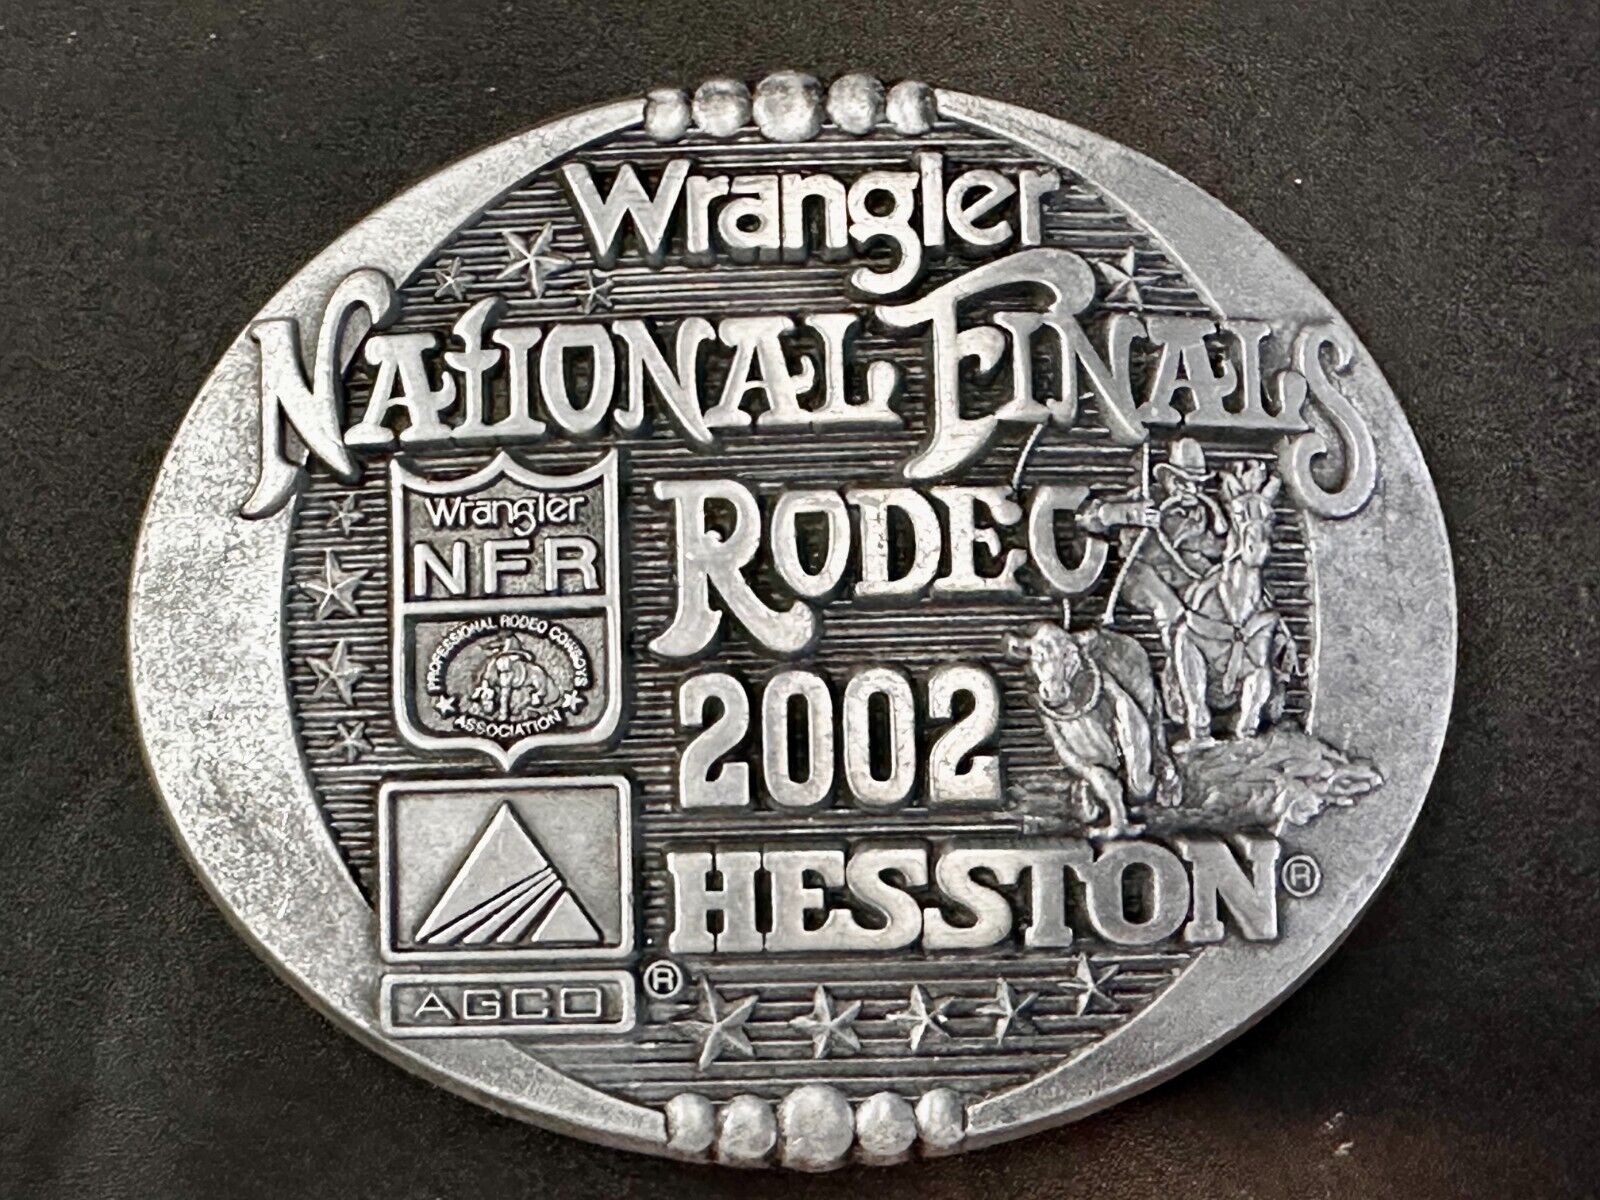 Wrangler
NATIONAL FINALS
RODEO
2002
HESSTON®
Wrangler
NFR
PROFESSIONAL RODEO COWBOYS
ASSOCIATION
AGCO ®